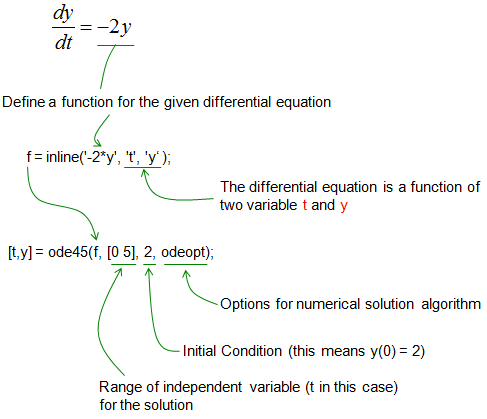 dy/dt = -2y
Define a function for the given differential equation
f = inline('-2*y', 't', 'y‘ );
The differential equation is a function of
two variable t and y
[t,y] = ode45(f, [0 5], 2, odeopt);
Options for numerical solution algorithm
Initial Condition (this means y(0) = 2)
Range of independent variable (t in this case)
for the solution